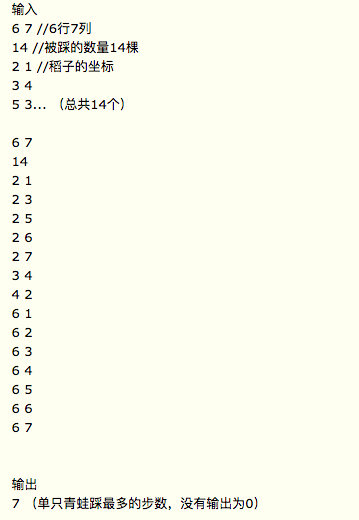 输入
6 7 //6行7列
14 //被踩的数量14棵
2 1 //稻子的坐标
3 4
5 3... （总共14个）
6 7
14
2 1
2 3
2 5
2 6
2 7
3 4
4 2
6 1
6 2
6 3
6 4
6 5
6 6
6 7
输出
7 （单只青蛙踩最多的步数，没有输出为0）